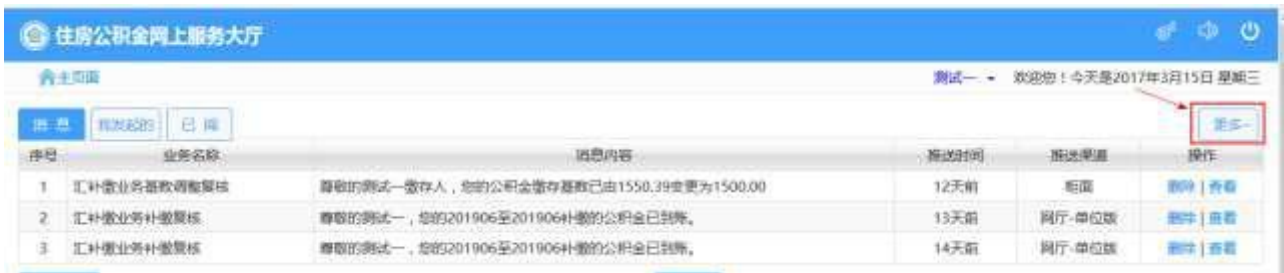 住房公积金网上服务大厅
主页面 测试一 欢迎您！今天是2017年3月15日 星期三
消 息 我发起的 已 阅 更多~
序号 业务名称 消息内容 推送时间 推送渠道 操作
1 汇补缴业务基数调整复核 尊敬的测试一缴存人，您的公积金缴存基数已由1550.39变更为1500.00 12天前 柜面 删除 | 查看
2 汇补缴业务补缴复核 尊敬的测试一，您的201906至201906补缴的公积金已到账。 13天前 网厅-单位版 删除 | 查看
3 汇补缴业务补缴复核 尊敬的测试一，您的201906至201906补缴的公积金已到账。 14天前 网厅-单位版 删除 | 查看